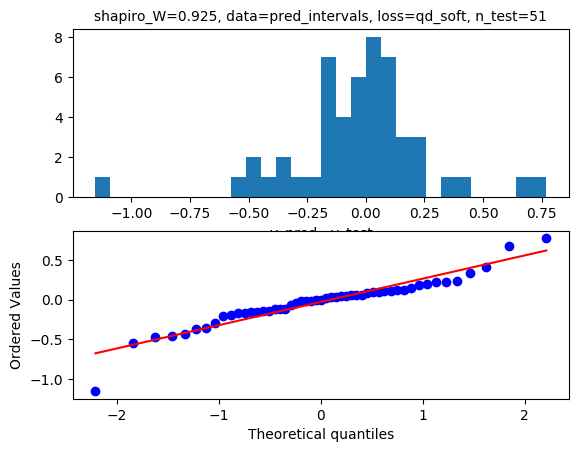 shapiro_W=0.925, data=pred_intervals, loss=qd_soft, n_test=51
8
6
4
2
0
−1.00 −0.75 −0.50 −0.25 0.00 0.25 0.50 0.75
0.5
0.0
−0.5
−1.0
Ordered Values
−2 −1 0 1 2
Theoretical quantiles